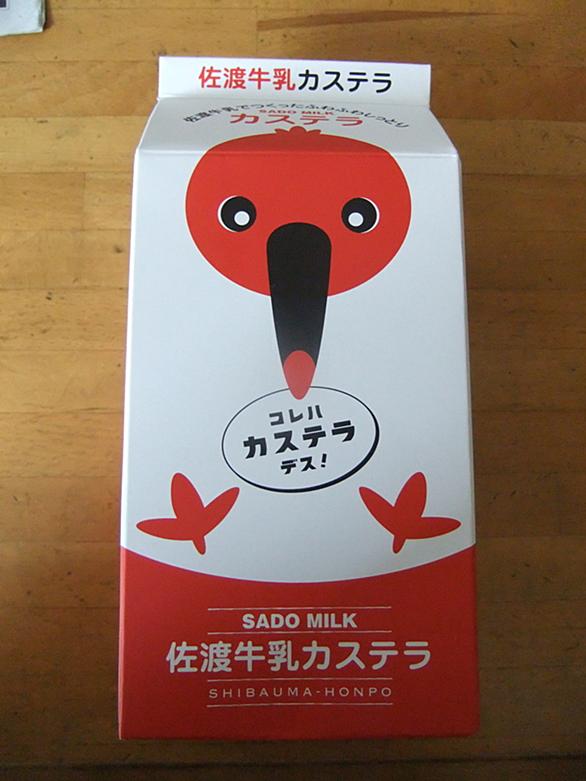 佐渡牛乳カステラ
佐渡牛乳でつくったふわふわしっとり
SADO MILK
カステラ
コレハ
カステラ
デス!
SADO MILK
佐渡牛乳カステラ
SHIBAUMA-HONPO